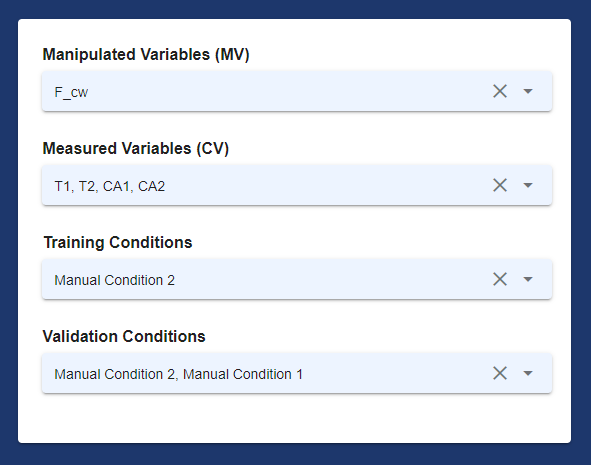 Manipulated Variables (MV)
F_cw
Measured Variables (CV)
T1, T2, CA1, CA2
Training Conditions
Manual Condition 2
Validation Conditions
Manual Condition 2, Manual Condition 1